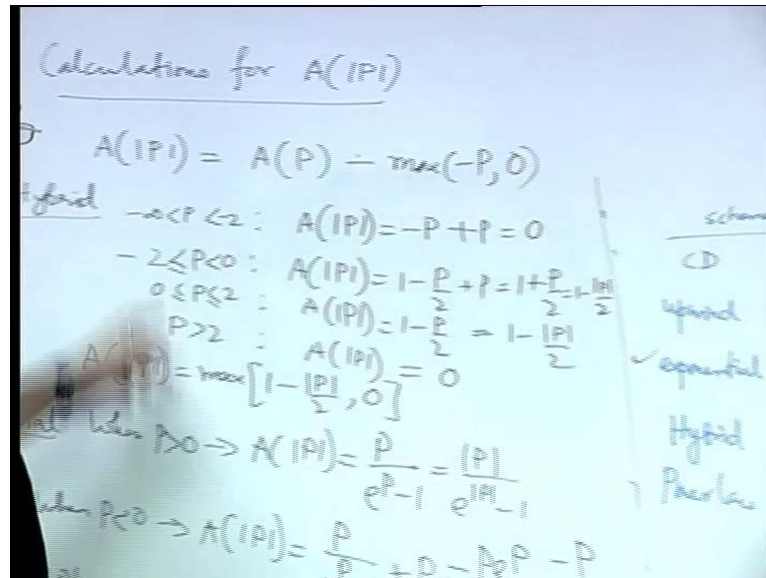 Calculations for A(|P|)
A(|P|) = A(P) - max(-P, 0)
Hybrid
-∞<P<-2 : A(|P|) = -P + P = 0
-2≤P<0 : A(|P|) = 1 - P/2 + P = 1 + P/2 = 1 - |P|/2
0≤P≤2 : A(|P|) = 1 - P/2 = 1 - |P|/2
P>2 : A(|P|) = 0
A(|P|) = max[1 - |P|/2, 0]
when P>0 → A(|P|) = P/(e^P - 1) = |P|/(e^|P| - 1)
when P<0 → A(|P|) =
scheme
CD
upwind
✓ exponential
Hybrid
Power law